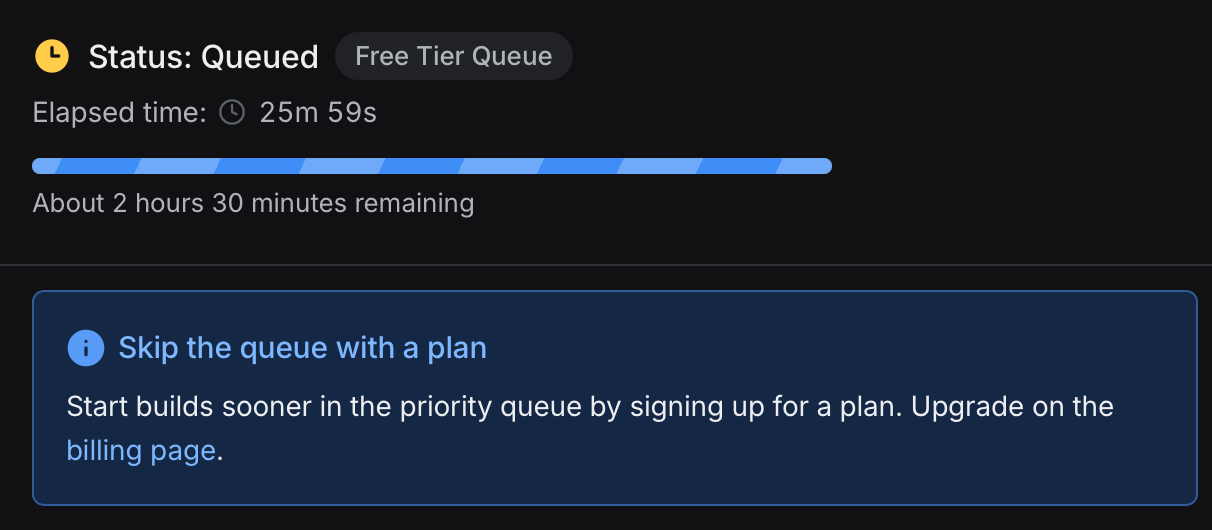 Status: Queued Free Tier Queue
Elapsed time: 25m 59s
About 2 hours 30 minutes remaining
Skip the queue with a plan
Start builds sooner in the priority queue by signing up for a plan. Upgrade on the
billing page.